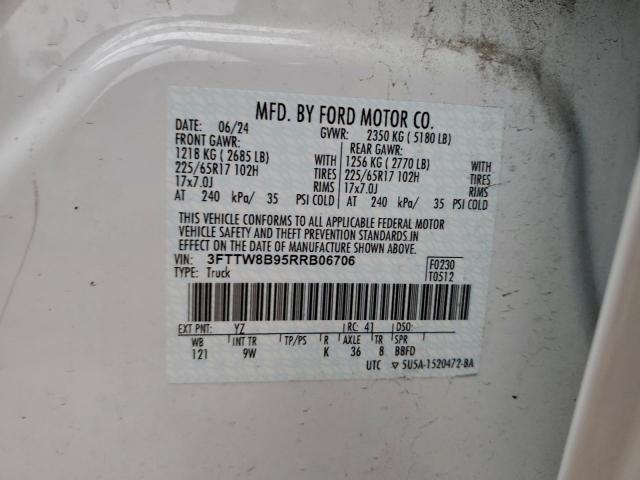 MFD. BY FORD MOTOR CO.
DATE: 06/24 GVWR: 2350 KG ( 5180 LB)
FRONT GAWR: REAR GAWR:
1218 KG ( 2685 LB) WITH 1256 KG ( 2770 LB) WITH
225/65R17 102H TIRES 225/65R17 102H TIRES
17x7.0J RIMS 17x7.0J RIMS
AT 240 kPa/ 35 PSI COLD AT 240 kPa/ 35 PSI COLD
THIS VEHICLE CONFORMS TO ALL APPLICABLE FEDERAL MOTOR
VEHICLE SAFETY AND THEFT PREVENTION STANDARDS IN
EFFECT ON THE DATE OF MANUFACTURE SHOWN ABOVE.
VIN: 3FTTW8B95RRB06706 F0230
TYPE: Truck T0512
EXT PNT: YZ RC: 41 DSO:
WB INT TR TP/PS R AXLE TR SPR
121 9W K 36 8 BBFD
UTC ▽ 5U5A-1520472-BA